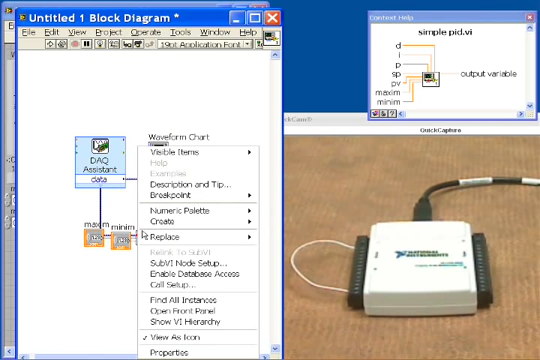 Untitled 1 Block Diagram *
File Edit View Project Operate Tools Window Help
19pt Application Font
Waveform Chart
DAQ
Assistant
data
maxim
minim
Visible Items
Help
Examples
Description and Tip...
Breakpoint
Numeric Palette
Create
Replace
Relink To SubVI
SubVI Node Setup...
Enable Database Access
Call Setup...
Find All Instances
Open Front Panel
Show VI Hierarchy
View As Icon
Properties
Context Help
simple pid.vi
d
i
p
sp
pv
maxim
minim
output variable
QuickCapture
NATIONAL
INSTRUMENTS